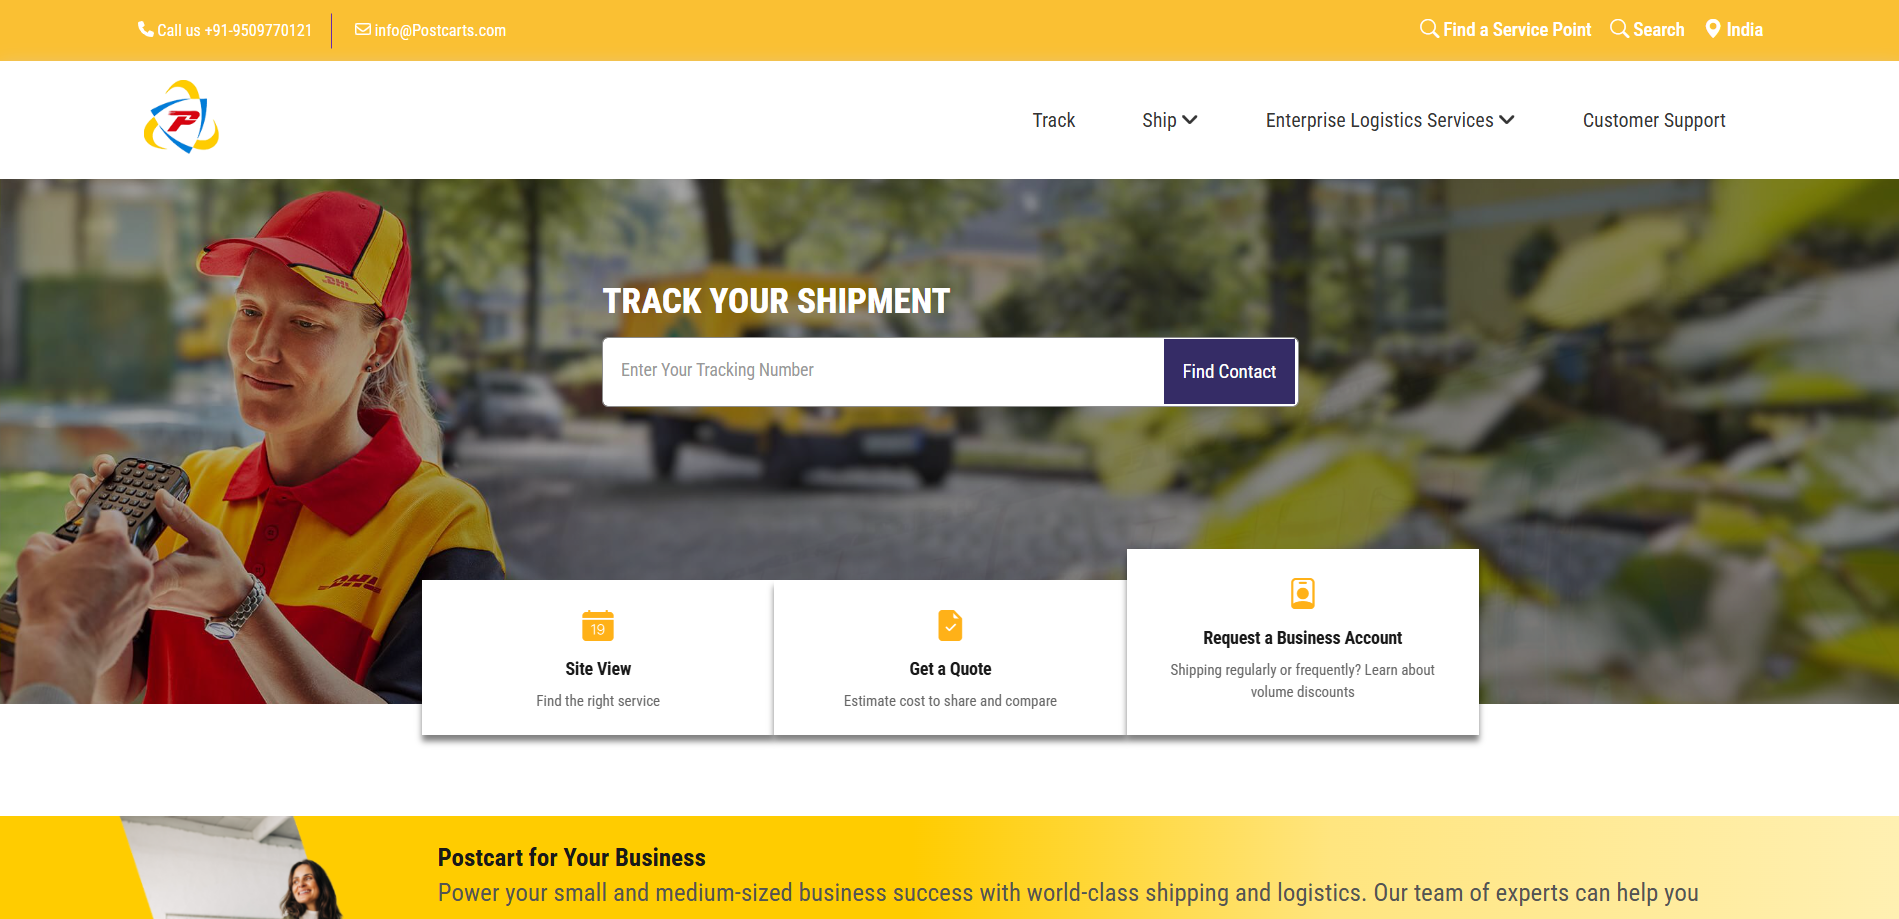 Call us +91-9509770121
info@Postcarts.com
Find a Service Point
Search
India
P
Track
Ship
Enterprise Logistics Services
Customer Support
DHL
TRACK YOUR SHIPMENT
Enter Your Tracking Number
Find Contact
DHL
19
Site View
Find the right service
Get a Quote
Estimate cost to share and compare
Request a Business Account
Shipping regularly or frequently? Learn about
volume discounts
Postcart for Your Business
Power your small and medium-sized business success with world-class shipping and logistics. Our team of experts can help you